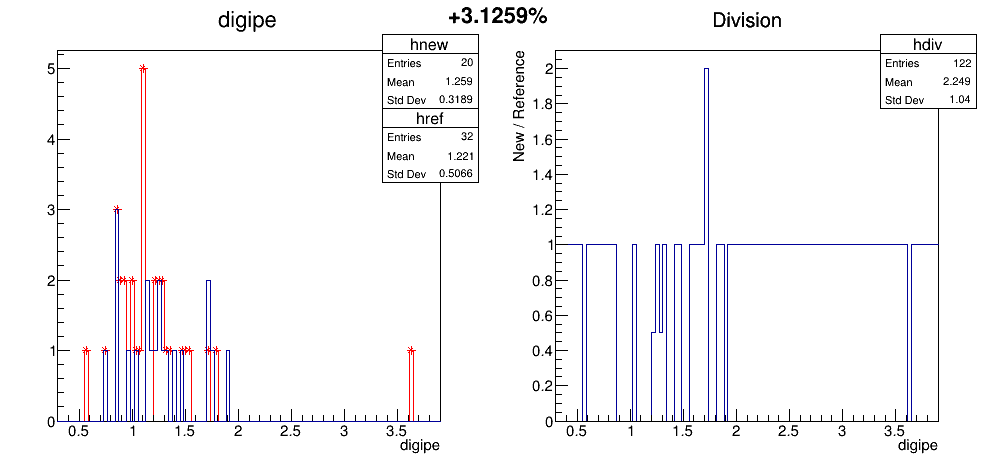 +3.1259%
digipe
hnew
Entries 20
Mean 1.259
Std Dev 0.3189
href
Entries 32
Mean 1.221
Std Dev 0.5066
5
4
3
2
1
0
0.5 1 1.5 2 2.5 3 3.5
digipe
Division
hdiv
Entries 122
Mean 2.249
Std Dev 1.04
New / Reference
2
1.8
1.6
1.4
1.2
1
0.8
0.6
0.4
0.2
0
0.5 1 1.5 2 2.5 3 3.5
digipe